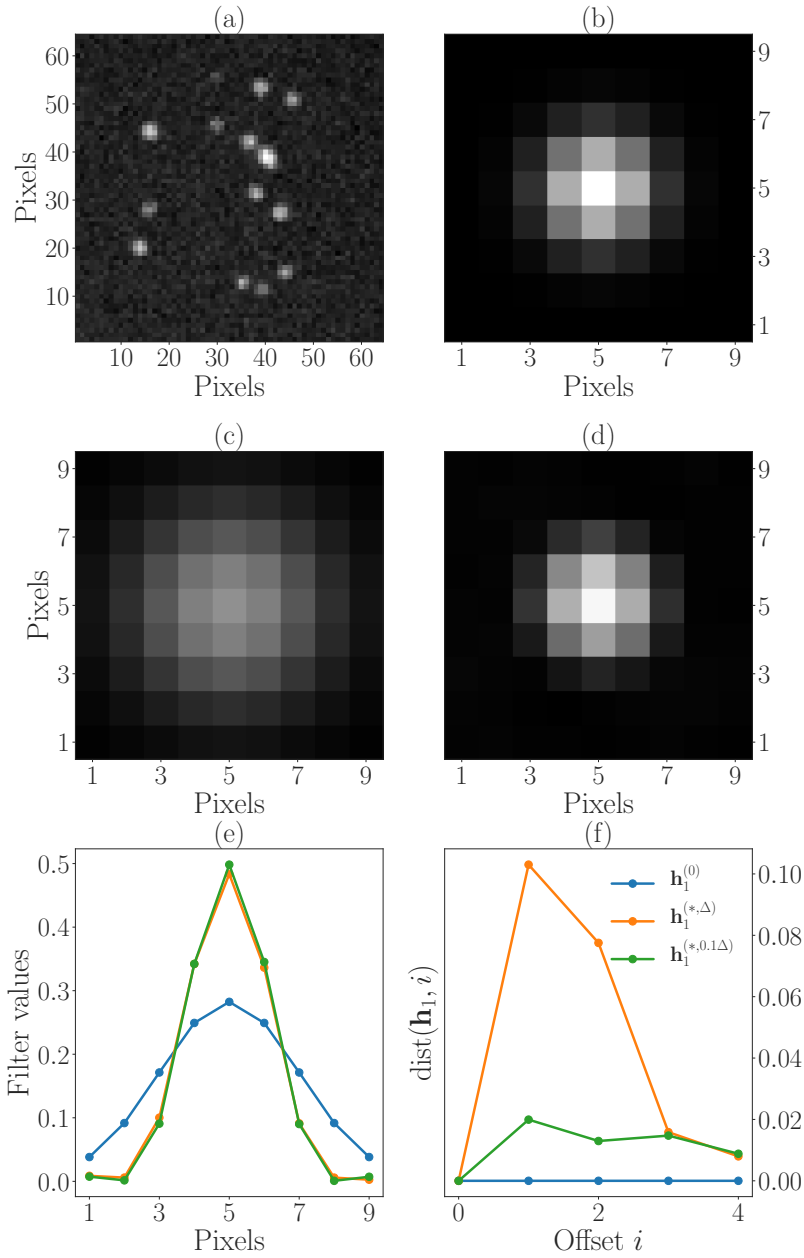 (a)
60
50
40
30
20
10
Pixels
10 20 30 40 50 60
Pixels
(b)
9
7
5
3
1
1 3 5 7 9
Pixels
(c)
9
7
5
3
1
Pixels
1 3 5 7 9
Pixels
(d)
9
7
5
3
1
1 3 5 7 9
Pixels
(e)
0.5
0.4
0.3
0.2
0.1
0.0
Filter values
1 3 5 7 9
Pixels
(f)
h₁⁽⁰⁾
h₁⁽*,Δ⁾
h₁⁽*,0.1Δ⁾
dist(h₁, i)
0.10
0.08
0.06
0.04
0.02
0.00
0 2 4
Offset i